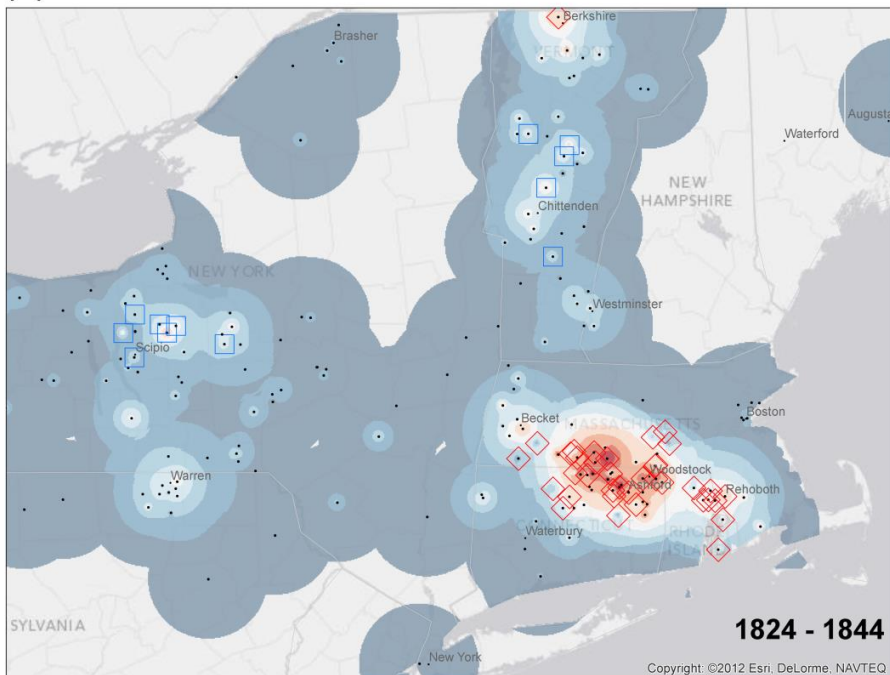 Berkshire
Brasher
VERMONT
Augusta
Waterford
NEW
HAMPSHIRE
Chittenden
NEW YORK
Westminster
Scipio
Boston
Becket
MASSACHUSETTS
Woodstock
Warren
Ashford
Rehoboth
CONNECTICUT
Waterbury
RHODE
ISLAND
SYLVANIA
1824 - 1844
New York
Copyright: ©2012 Esri, DeLorme, NAVTEQ